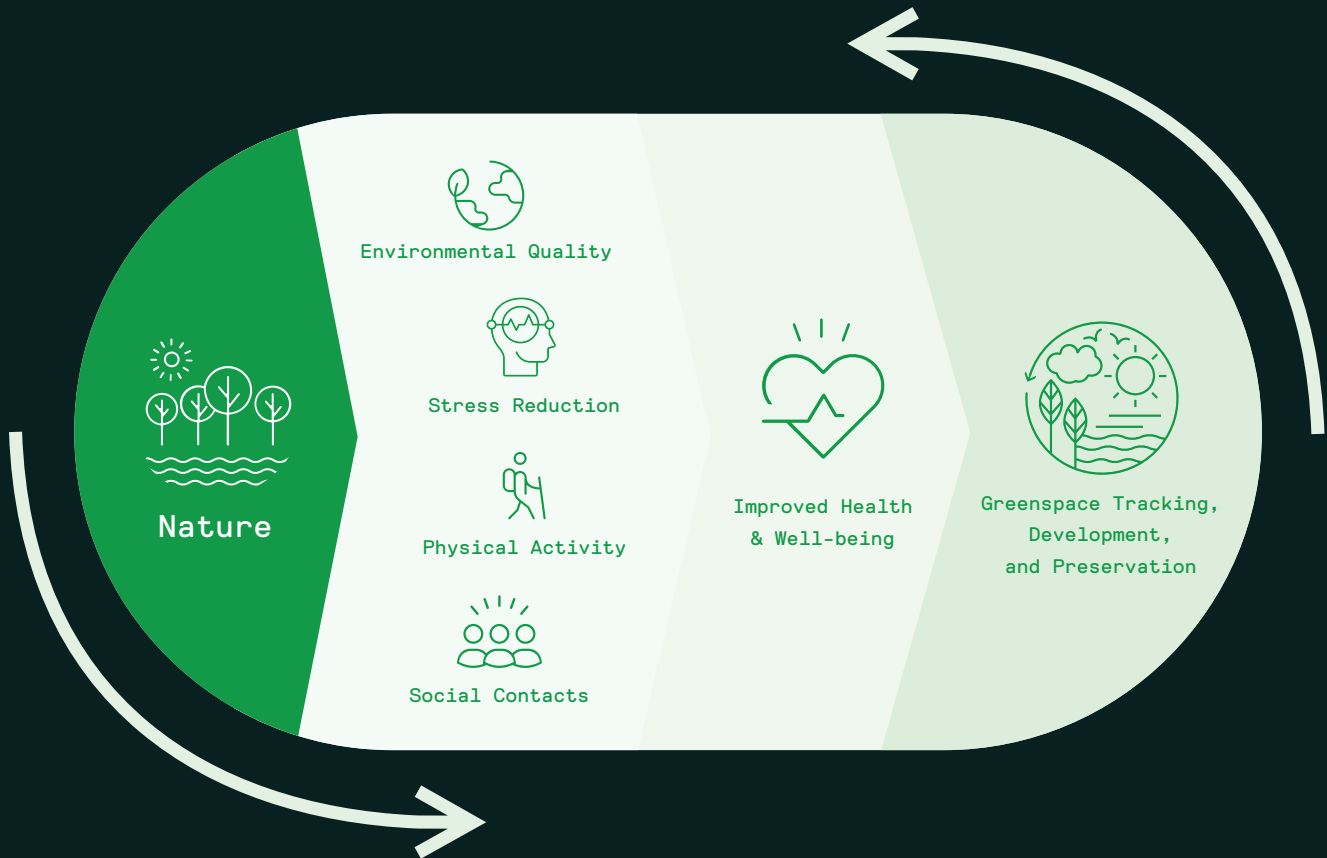 Nature
Environmental Quality
Stress Reduction
Physical Activity
Social Contacts
Improved Health
& Well-being
Greenspace Tracking,
Development,
and Preservation